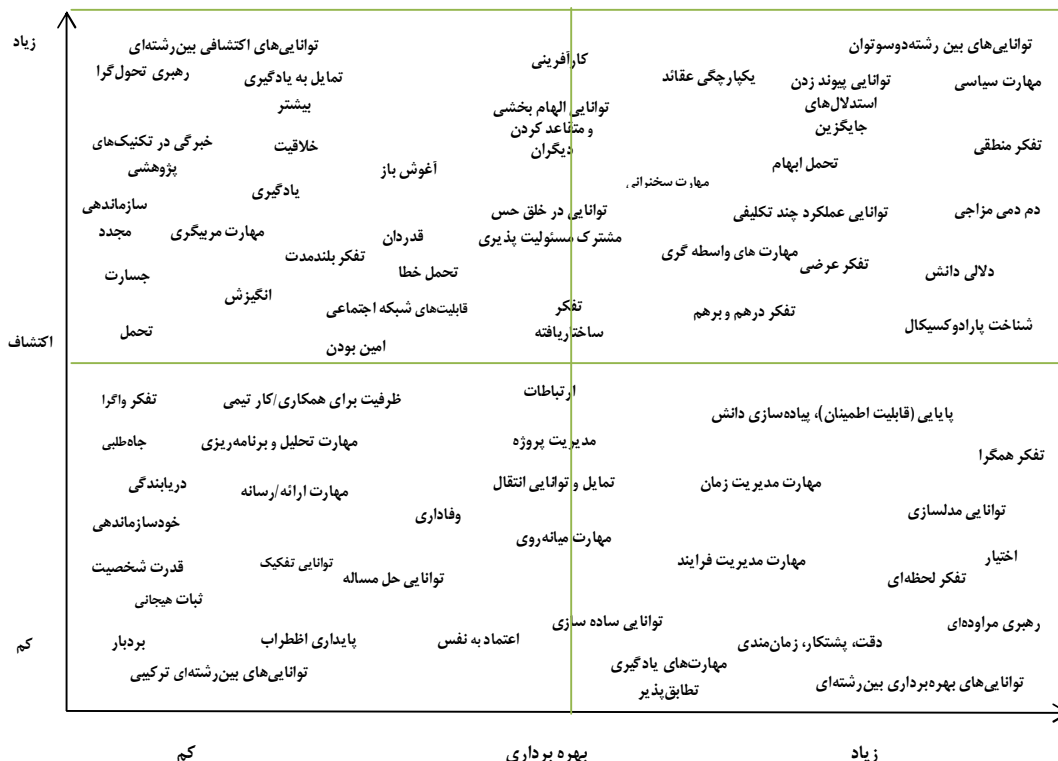 زیاد
توانایی‌های اکتشافی بین‌رشته‌ای
رهبری تحول‌گرا
تمایل به یادگیری
بیشتر
خبرگی در تکنیک‌های
پژوهشی
خلاقیت
آغوش باز
یادگیری
سازماندهی
مجدد
مهارت مربیگری
قدردان
تفکر بلندمدت
جسارت
تحمل خطا
انگیزش
قابلیت‌های شبکه اجتماعی
تحمل
امین بودن
کارآفرینی
توانایی الهام بخشی
و متقاعد کردن
دیگران
توانایی در خلق حس
مشترک مسئولیت پذیری
تفکر
ساختاریافته
توانایی‌های بین رشته‌دوسوتوان
مهارت سیاسی
توانایی پیوند زدن
استدلال‌های
جایگزین
یکپارچگی عقائد
تفکر منطقی
تحمل ابهام
مهارت سخنرانی
دم دمی مزاجی
توانایی عملکرد چند تکلیفی
مهارت های واسطه گری
تفکر عرضی
دلالی دانش
تفکر درهم و برهم
شناخت پارادوکسیکال
اکتشاف
تفکر واگرا
ظرفیت برای همکاری/کار تیمی
ارتباطات
جاه‌طلبی
مهارت تحلیل و برنامه‌ریزی
مدیریت پروژه
دریابندگی
مهارت ارائه/رسانه
تمایل و توانایی انتقال
خودسازماندهی
وفاداری
مهارت میانه‌روی
قدرت شخصیت
توانایی تفکیک
توانایی حل مساله
ثبات هیجانی
بردبار
پایداری اظطراب
اعتماد به نفس
توانایی ساده سازی
توانایی‌های بین‌رشته‌ای ترکیبی
پایایی (قابلیت اطمینان)، پیاده‌سازی دانش
تفکر همگرا
مهارت مدیریت زمان
توانایی مدلسازی
اختیار
مهارت مدیریت فرایند
تفکر لحظه‌ای
رهبری مراوده‌ای
دقت، پشتکار، زمان‌مندی
مهارت‌های یادگیری
تطابق‌پذیر
توانایی‌های بهره‌برداری بین‌رشته‌ای
کم
کم
بهره برداری
زیاد